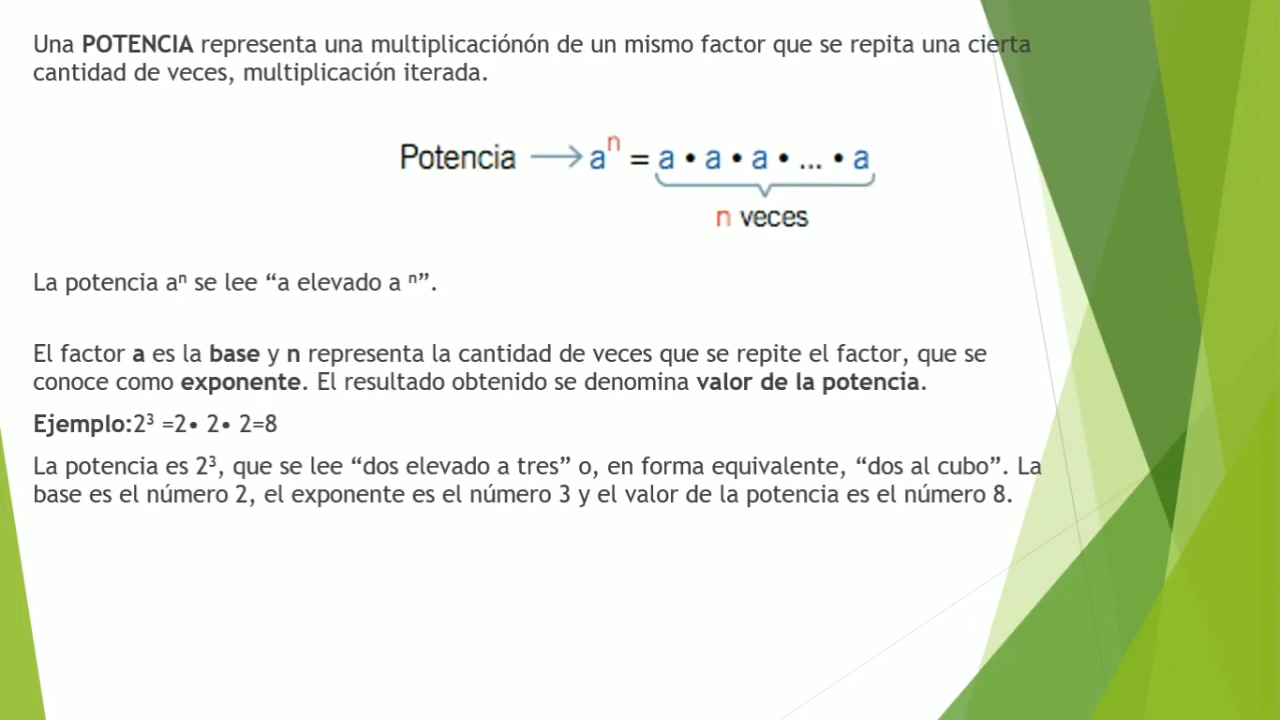 Una POTENCIA representa una multiplicaciónón de un mismo factor que se repita una cierta
cantidad de veces, multiplicación iterada.
Potencia → aⁿ = a • a • a • ... • a
n veces
La potencia aⁿ se lee “a elevado a ⁿ”.
El factor a es la base y n representa la cantidad de veces que se repite el factor, que se
conoce como exponente. El resultado obtenido se denomina valor de la potencia.
Ejemplo:2³ =2• 2• 2=8
La potencia es 2³, que se lee “dos elevado a tres” o, en forma equivalente, “dos al cubo”. La
base es el número 2, el exponente es el número 3 y el valor de la potencia es el número 8.